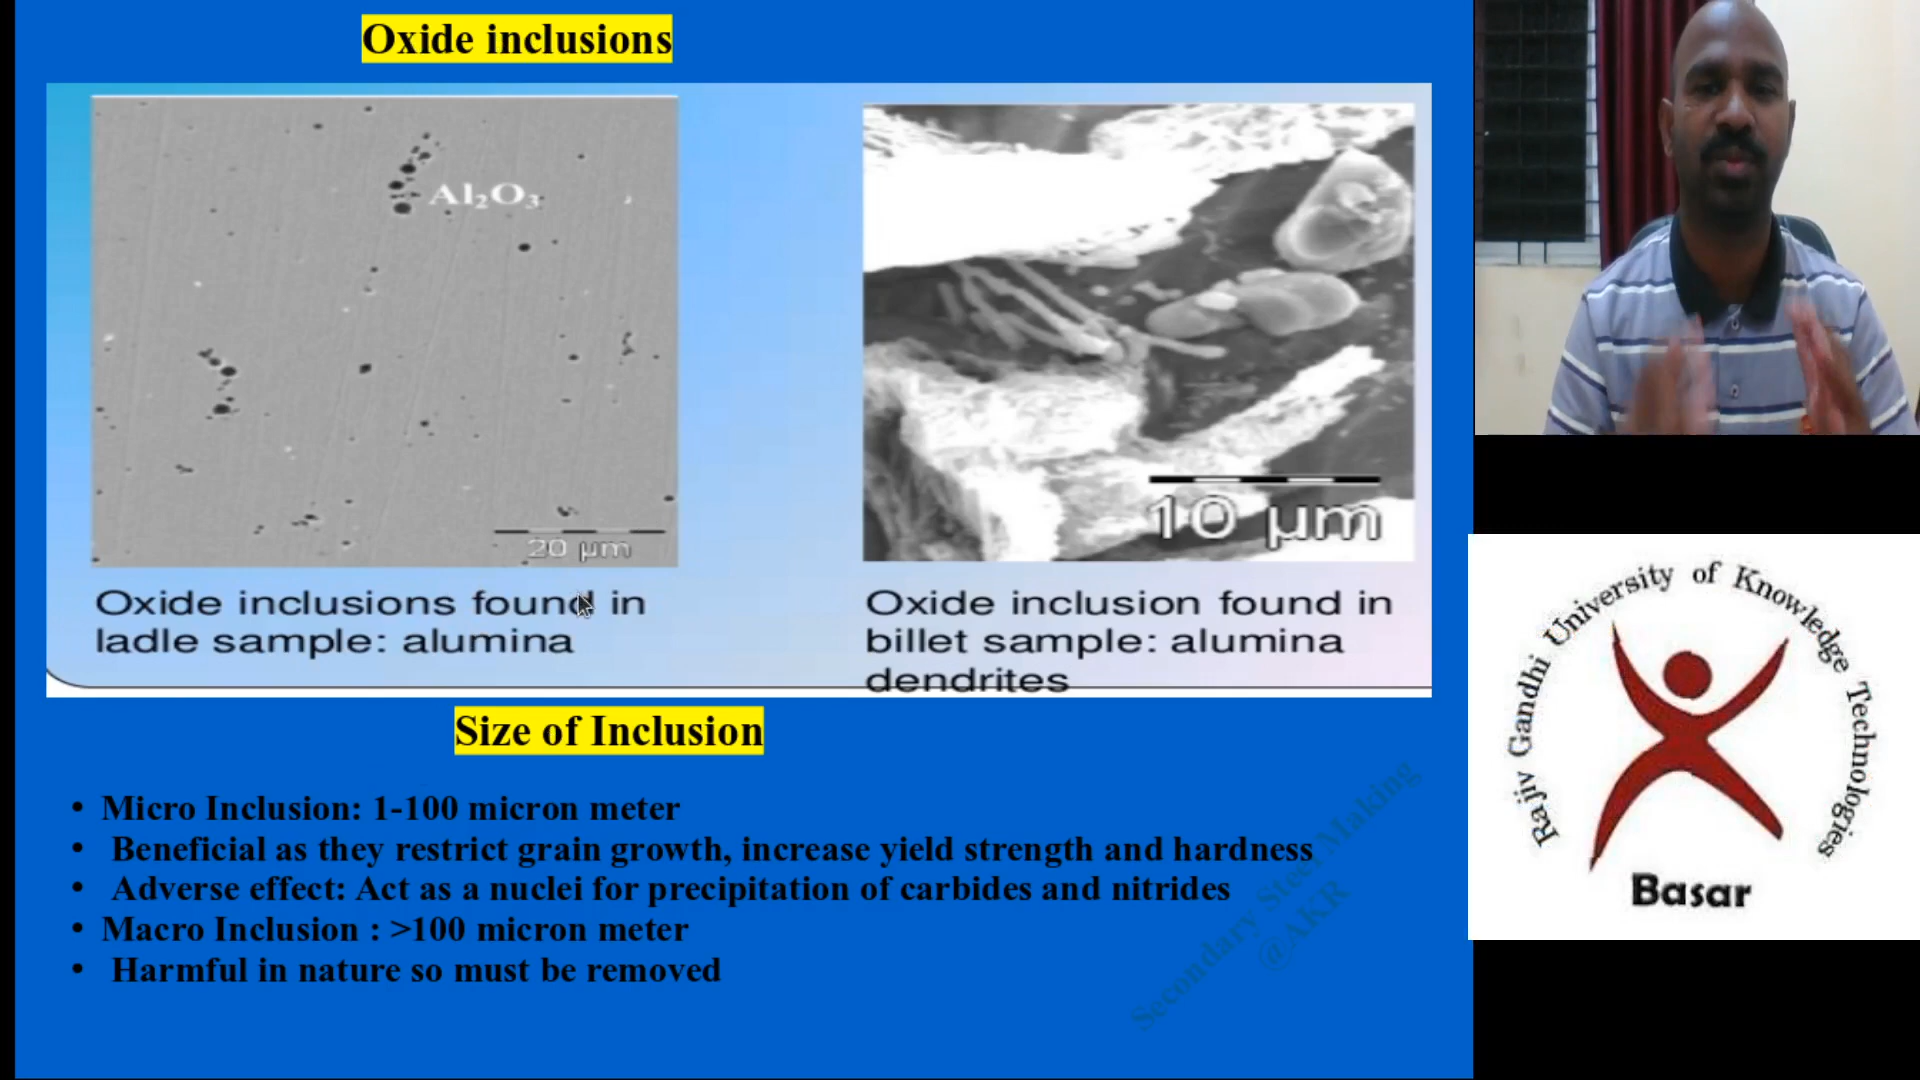 Oxide inclusions
Al₂O₃
20 μm
10 μm
Oxide inclusions found in
ladle sample: alumina
Oxide inclusion found in
billet sample: alumina
dendrites
Size of Inclusion
• Micro Inclusion: 1-100 micron meter
• Beneficial as they restrict grain growth, increase yield strength and hardness
• Adverse effect: Act as a nuclei for precipitation of carbides and nitrides
• Macro Inclusion : >100 micron meter
• Harmful in nature so must be removed
Secondary Steel Making
@AKR
Rajiv Gandhi University of Knowledge Technologies
Basar